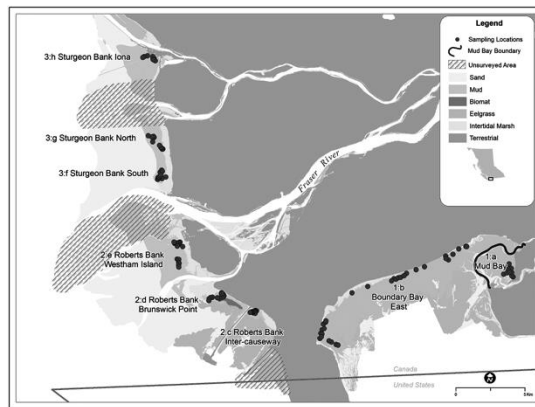 Legend
Sampling Locations
Mud Bay Boundary
Unsurveyed Area
Sand
Mud
Biomat
Eelgrass
Intertidal Marsh
Terrestrial
3:h Sturgeon Bank Iona
3:g Sturgeon Bank North
3:f Sturgeon Bank South
Fraser River
2:e Roberts Bank
Westham Island
2:d Roberts Bank
Brunswick Point
2:c Roberts Bank
Inter-causeway
1:b
Boundary Bay
East
1:a
Mud Bay
Canada
United States